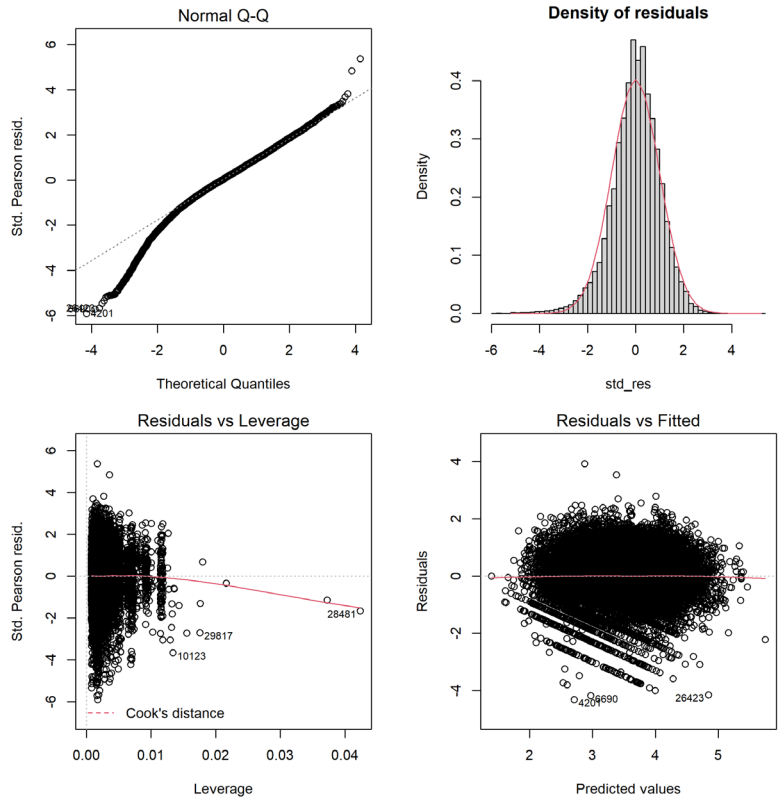 Normal Q-Q
Std. Pearson resid.
6
4
2
0
-2
-4
-6
4201
-4 -2 0 2 4
Theoretical Quantiles
Density of residuals
Density
0.4
0.3
0.2
0.1
0.0
-6 -4 -2 0 2 4
std_res
Residuals vs Leverage
Std. Pearson resid.
6
4
2
0
-2
-4
-6
28481
29817
10123
Cook's distance
0.00 0.01 0.02 0.03 0.04
Leverage
Residuals vs Fitted
Residuals
4
2
0
-2
-4
4201
6690
26423
2 3 4 5
Predicted values